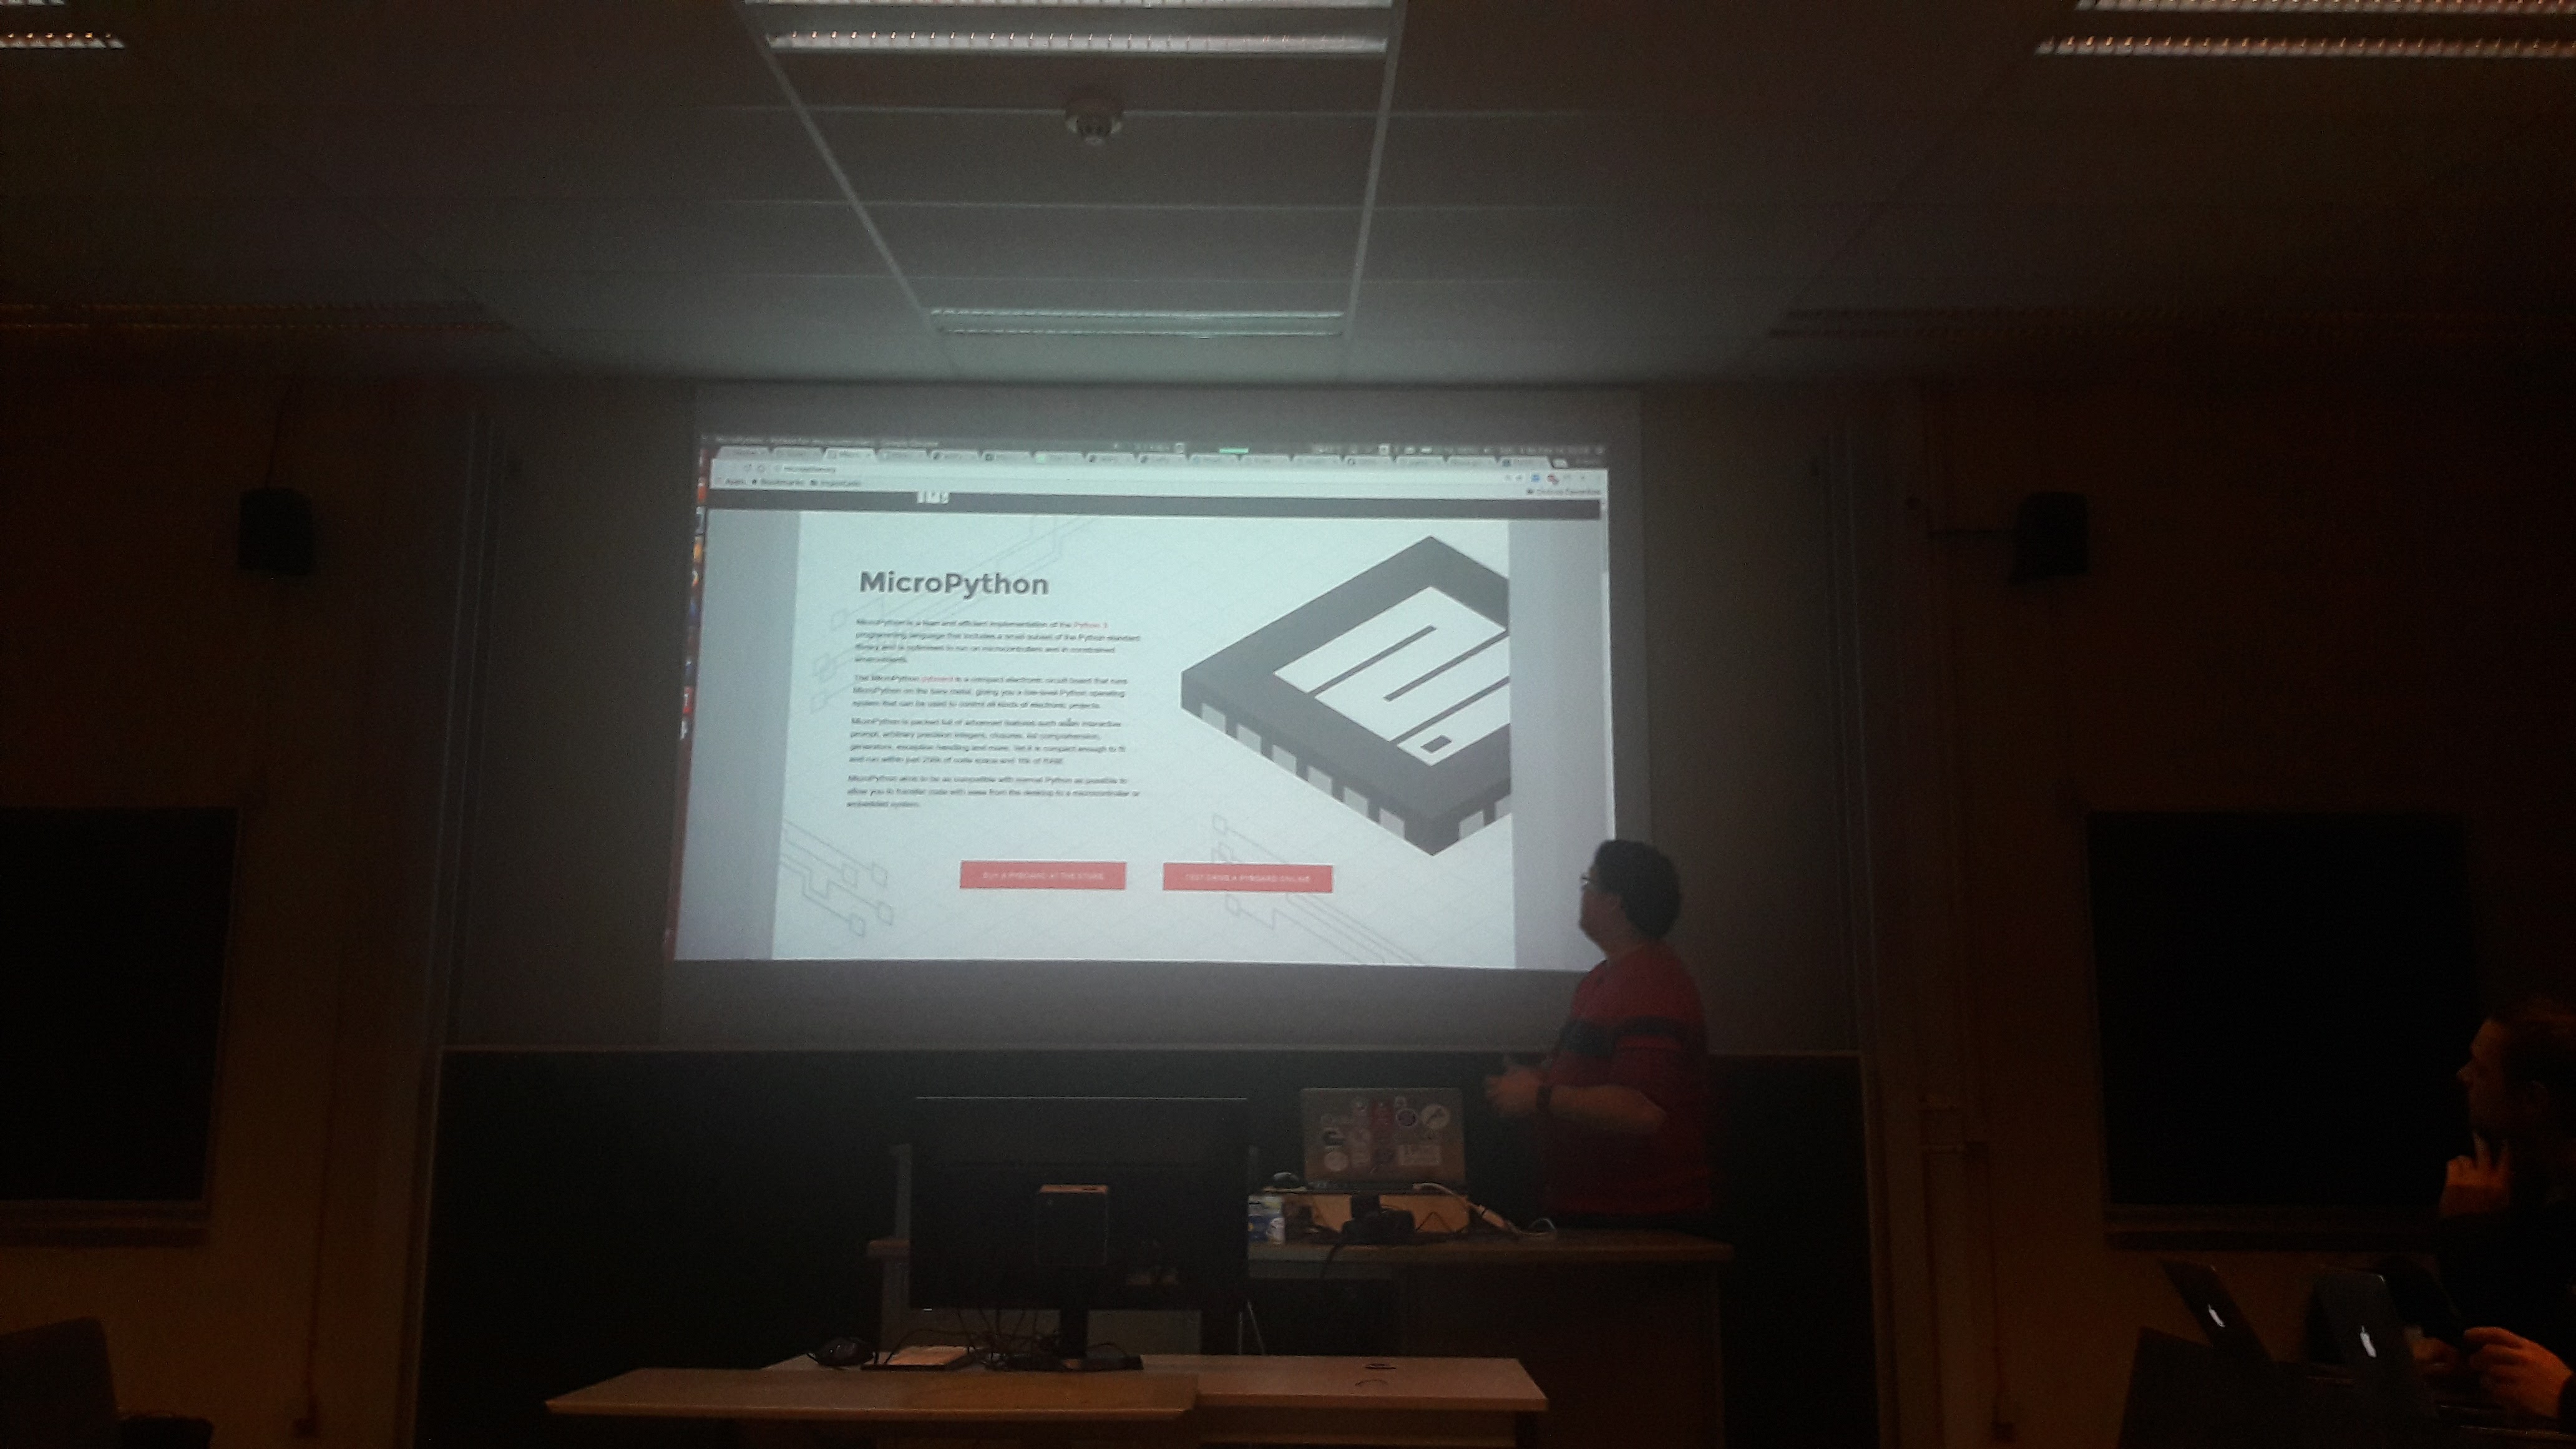 micropython.org
Apps Bookmarks
MicroPython
MicroPython is a lean and efficient implementation of the Python 3
programming language that includes a small subset of the Python standard
library and is optimised to run on microcontrollers and in constrained
environments.
The MicroPython pyboard is a compact electronic circuit board that runs
MicroPython on the bare metal, giving you a low-level Python operating
system that can be used to control all kinds of electronic projects.
MicroPython is packed full of advanced features such as an interactive
prompt, arbitrary precision integers, closures, list comprehension,
generators, exception handling and more. Yet it is compact enough to fit
and run within just 256k of code space and 16k of RAM.
MicroPython aims to be as compatible with normal Python as possible to
allow you to transfer code with ease from the desktop to a microcontroller or
embedded system.
BUY A PYBOARD AT THE STORE
TEST DRIVE A PYBOARD ONLINE